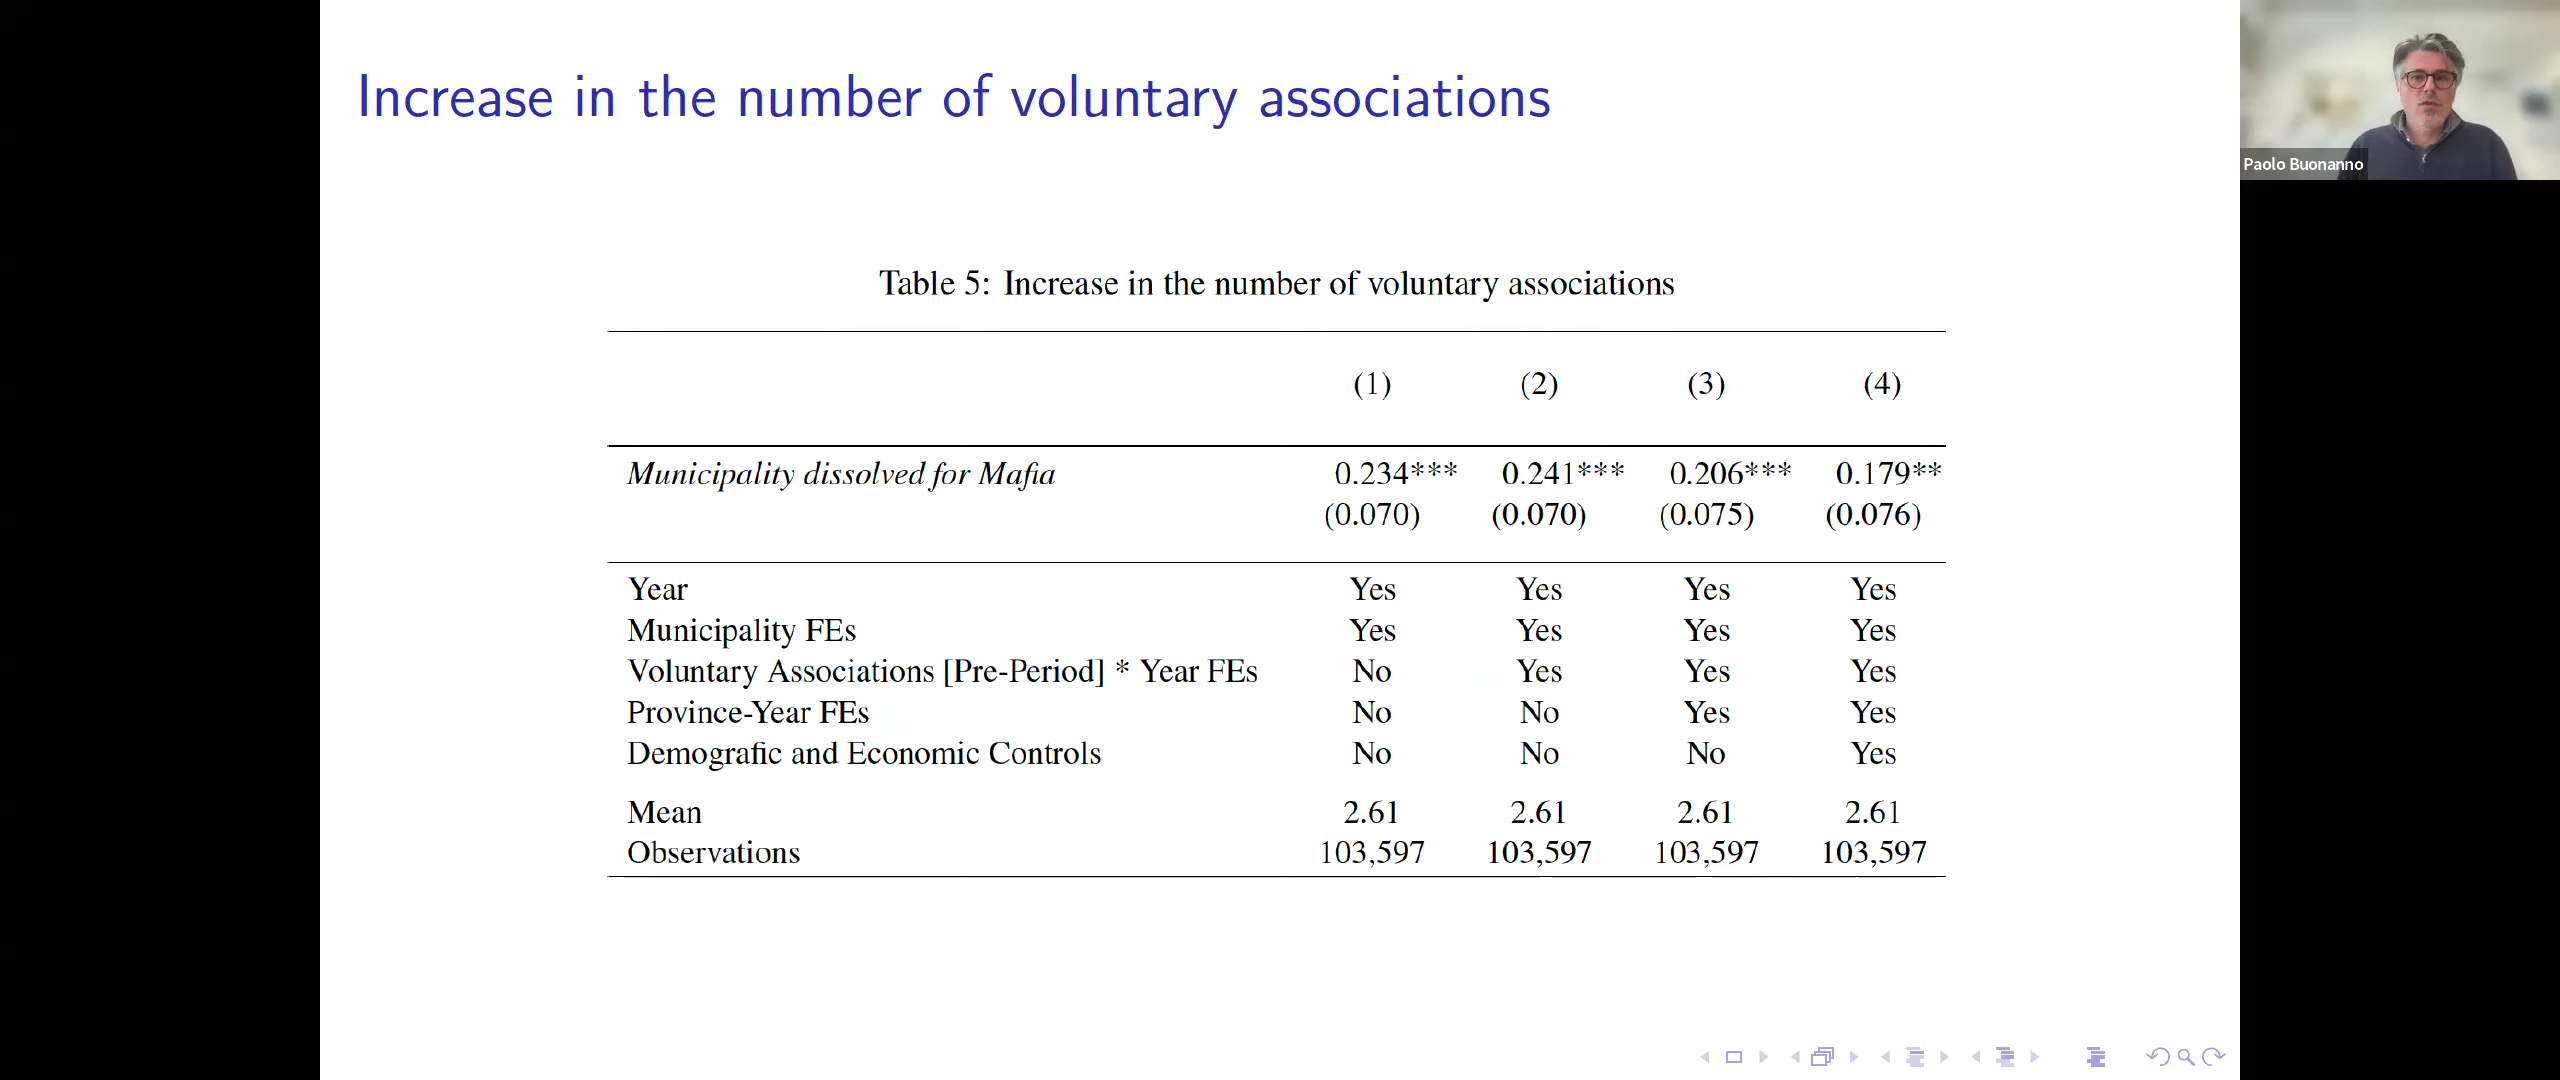 Increase in the number of voluntary associations
Paolo Buonanno
Table 5: Increase in the number of voluntary associations
(1) (2) (3) (4)
Municipality dissolved for Mafia 0.234*** 0.241*** 0.206*** 0.179**
(0.070) (0.070) (0.075) (0.076)
Year Yes Yes Yes Yes
Municipality FEs Yes Yes Yes Yes
Voluntary Associations [Pre-Period] * Year FEs No Yes Yes Yes
Province-Year FEs No No Yes Yes
Demografic and Economic Controls No No No Yes
Mean 2.61 2.61 2.61 2.61
Observations 103,597 103,597 103,597 103,597